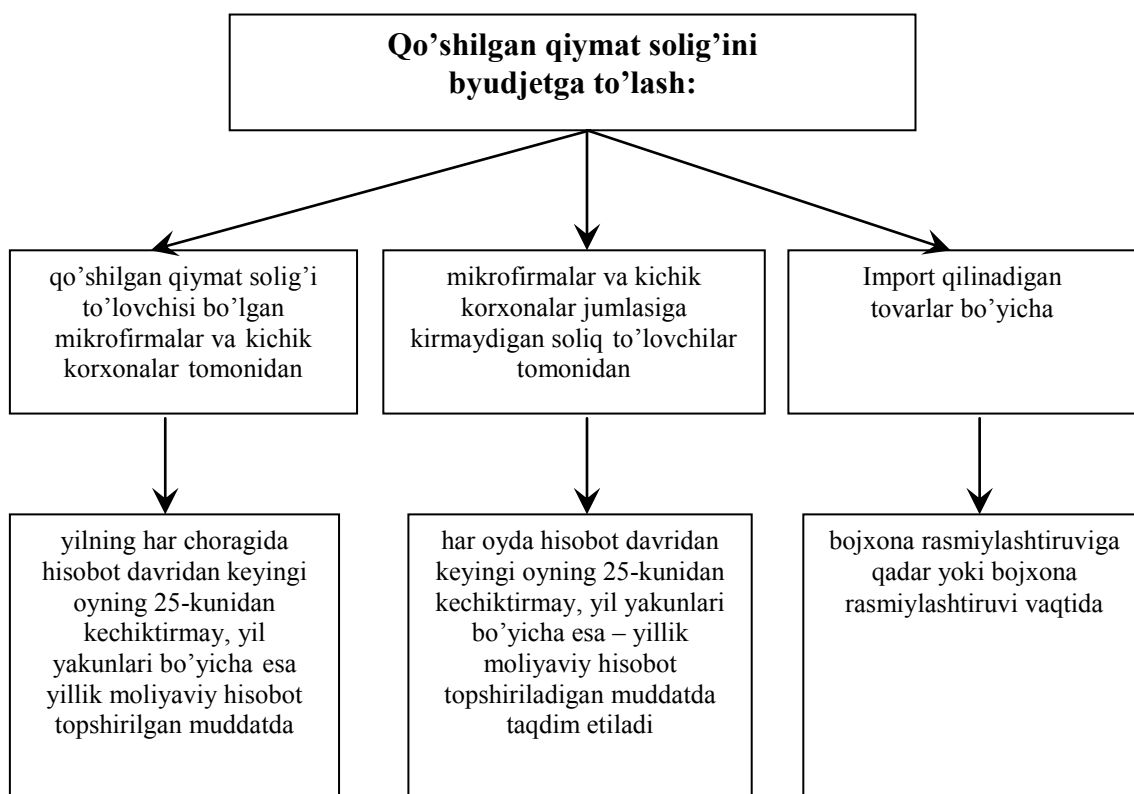 Qo’shilgan qiymat solig’ini
byudjetga to’lash:
qo’shilgan qiymat solig’i
to’lovchisi bo’lgan
mikrofirmalar va kichik
korxonalar tomonidan
mikrofirmalar va kichik
korxonalar jumlasiga
kirmaydigan soliq to’lovchilar
tomonidan
Import qilinadigan
tovarlar bo’yicha
yilning har choragida
hisobot davridan keyingi
oyning 25-kunidan
kechiktirmay, yil
yakunlari bo’yicha esa
yillik moliyaviy hisobot
topshirilgan muddatda
har oyda hisobot davridan
keyingi oyning 25-kunidan
kechiktirmay, yil yakunlari
bo’yicha esa – yillik
moliyaviy hisobot
topshiriladigan muddatda
taqdim etiladi
bojxona rasmiylashtiruviga
qadar yoki bojxona
rasmiylashtiruvi vaqtida